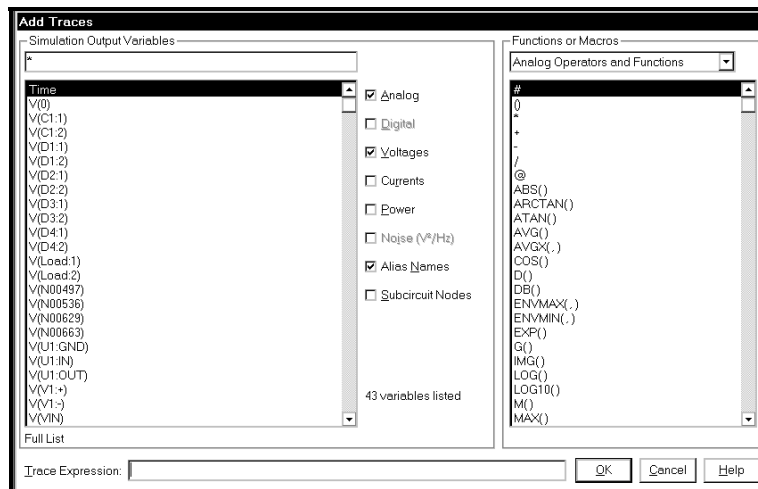 Add Traces
Simulation Output Variables
*
Time
V(0)
V(C1:1)
V(C1:2)
V(D1:1)
V(D1:2)
V(D2:1)
V(D2:2)
V(D3:1)
V(D3:2)
V(D4:1)
V(D4:2)
V(Load:1)
V(Load:2)
V(N00497)
V(N00536)
V(N00629)
V(N00663)
V(U1:GND)
V(U1:IN)
V(U1:OUT)
V(V1:+)
V(V1:-)
V(VIN)
Full List
Analog
Digital
Voltages
Currents
Power
Noise (V²/Hz)
Alias Names
Subcircuit Nodes
43 variables listed
Functions or Macros
Analog Operators and Functions
#
()
*
+
-
/
@
ABS()
ARCTAN()
ATAN()
AVG()
AVGX(,)
COS()
D()
DB()
ENVMAX(,)
ENVMIN(,)
EXP()
G()
IMG()
LOG()
LOG10()
M()
MAX()
Trace Expression:
OK
Cancel
Help